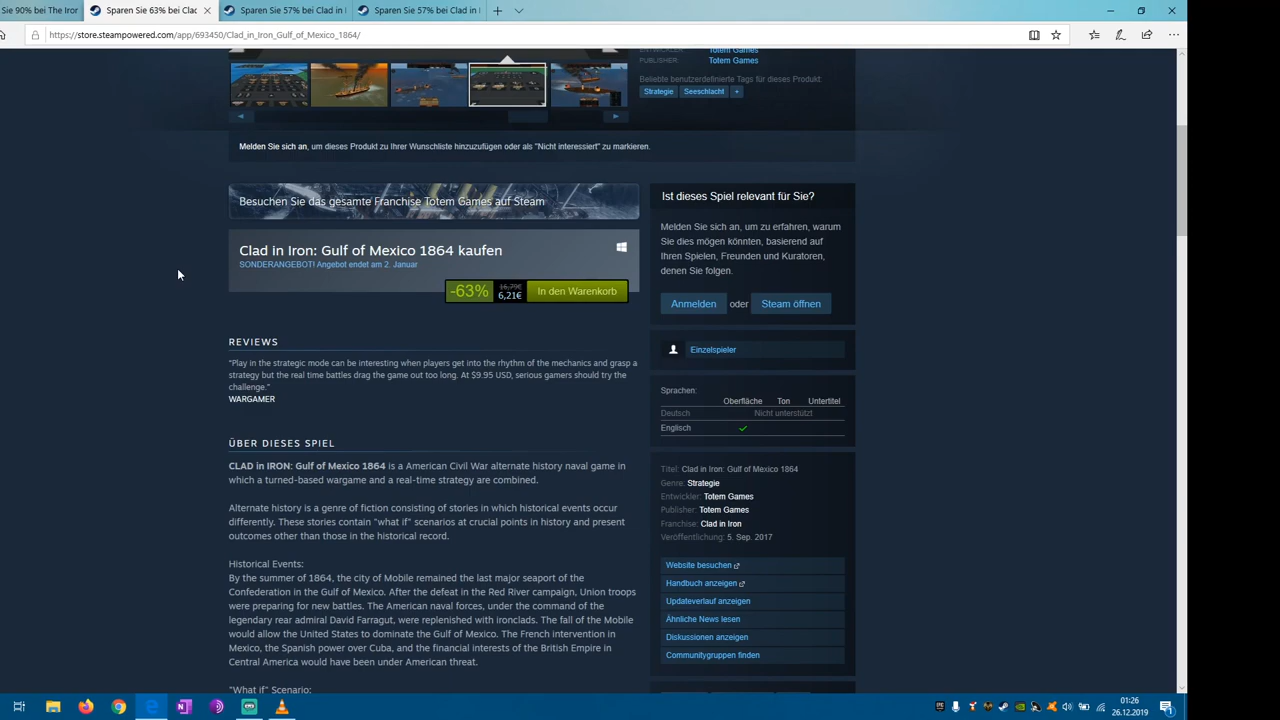 Sie 90% bei The Iron
Sparen Sie 63% bei Clad
Sparen Sie 57% bei Clad in I
Sparen Sie 57% bei Clad in I
https://store.steampowered.com/app/693450/Clad_in_Iron_Gulf_of_Mexico_1864/
ENTWICKLER: Totem Games
PUBLISHER: Totem Games
Beliebte benutzerdefinierte Tags für dieses Produkt:
Strategie Seeschlacht +
Melden Sie sich an, um dieses Produkt zu Ihrer Wunschliste hinzuzufügen oder als "Nicht interessiert" zu markieren.
Besuchen Sie das gesamte Franchise Totem Games auf Steam
Clad in Iron: Gulf of Mexico 1864 kaufen
SONDERANGEBOT! Angebot endet am 2. Januar
-63% 16,79€ 6,21€ In den Warenkorb
REVIEWS
“Play in the strategic mode can be interesting when players get into the rhythm of the mechanics and grasp a
strategy but the real time battles drag the game out too long. At $9.95 USD, serious gamers should try the
challenge.”
WARGAMER
ÜBER DIESES SPIEL
CLAD in IRON: Gulf of Mexico 1864 is a American Civil War alternate history naval game in
which a turned-based wargame and a real-time strategy are combined.
Alternate history is a genre of fiction consisting of stories in which historical events occur
differently. These stories contain "what if" scenarios at crucial points in history and present
outcomes other than those in the historical record.
Historical Events:
By the summer of 1864, the city of Mobile remained the last major seaport of the
Confederation in the Gulf of Mexico. After the defeat in the Red River campaign, Union troops
were preparing for new battles. The American naval forces, under the command of the
legendary rear admiral David Farragut, were replenished with ironclads. The fall of the Mobile
would allow the United States to dominate the Gulf of Mexico. The French intervention in
Mexico, the Spanish power over Cuba, and the financial interests of the British Empire in
Central America would have been under American threat.
"What if" Scenario:
Ist dieses Spiel relevant für Sie?
Melden Sie sich an, um zu erfahren, warum
Sie dies mögen könnten, basierend auf
Ihren Spielen, Freunden und Kuratoren,
denen Sie folgen.
Anmelden oder Steam öffnen
Einzelspieler
Sprachen:
Oberfläche Ton Untertitel
Deutsch Nicht unterstützt
Englisch ✓
Titel: Clad in Iron: Gulf of Mexico 1864
Genre: Strategie
Entwickler: Totem Games
Publisher: Totem Games
Franchise: Clad in Iron
Veröffentlichung: 5. Sep. 2017
Website besuchen
Handbuch anzeigen
Updateverlauf anzeigen
Ähnliche News lesen
Diskussionen anzeigen
Communitygruppen finden
01:26
26.12.2019